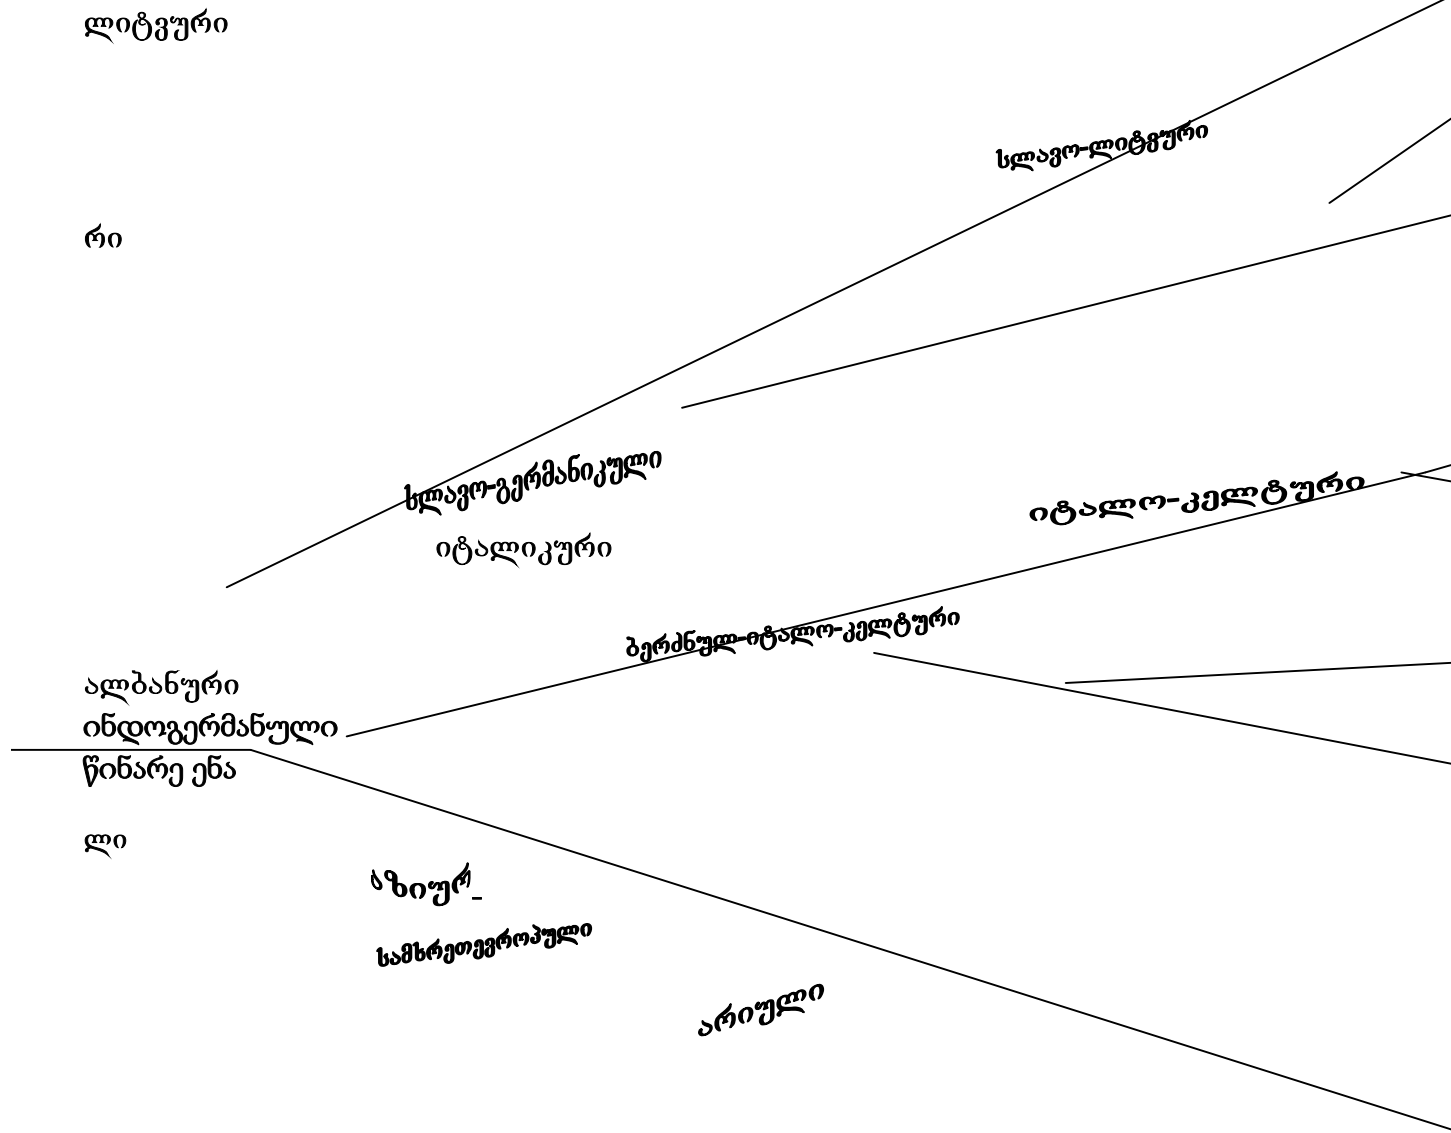 ლიტვური
სლავო-ლიტვური
რი
სლავო-გერმანიკული
იტალო-კელტური
იტალიკური
ბერძნულ-იტალო-კელტური
ალბანური
ინდოგერმანული
წინარე ენა
ლი
აზიურ-
სამხრეთევროპული
არიული